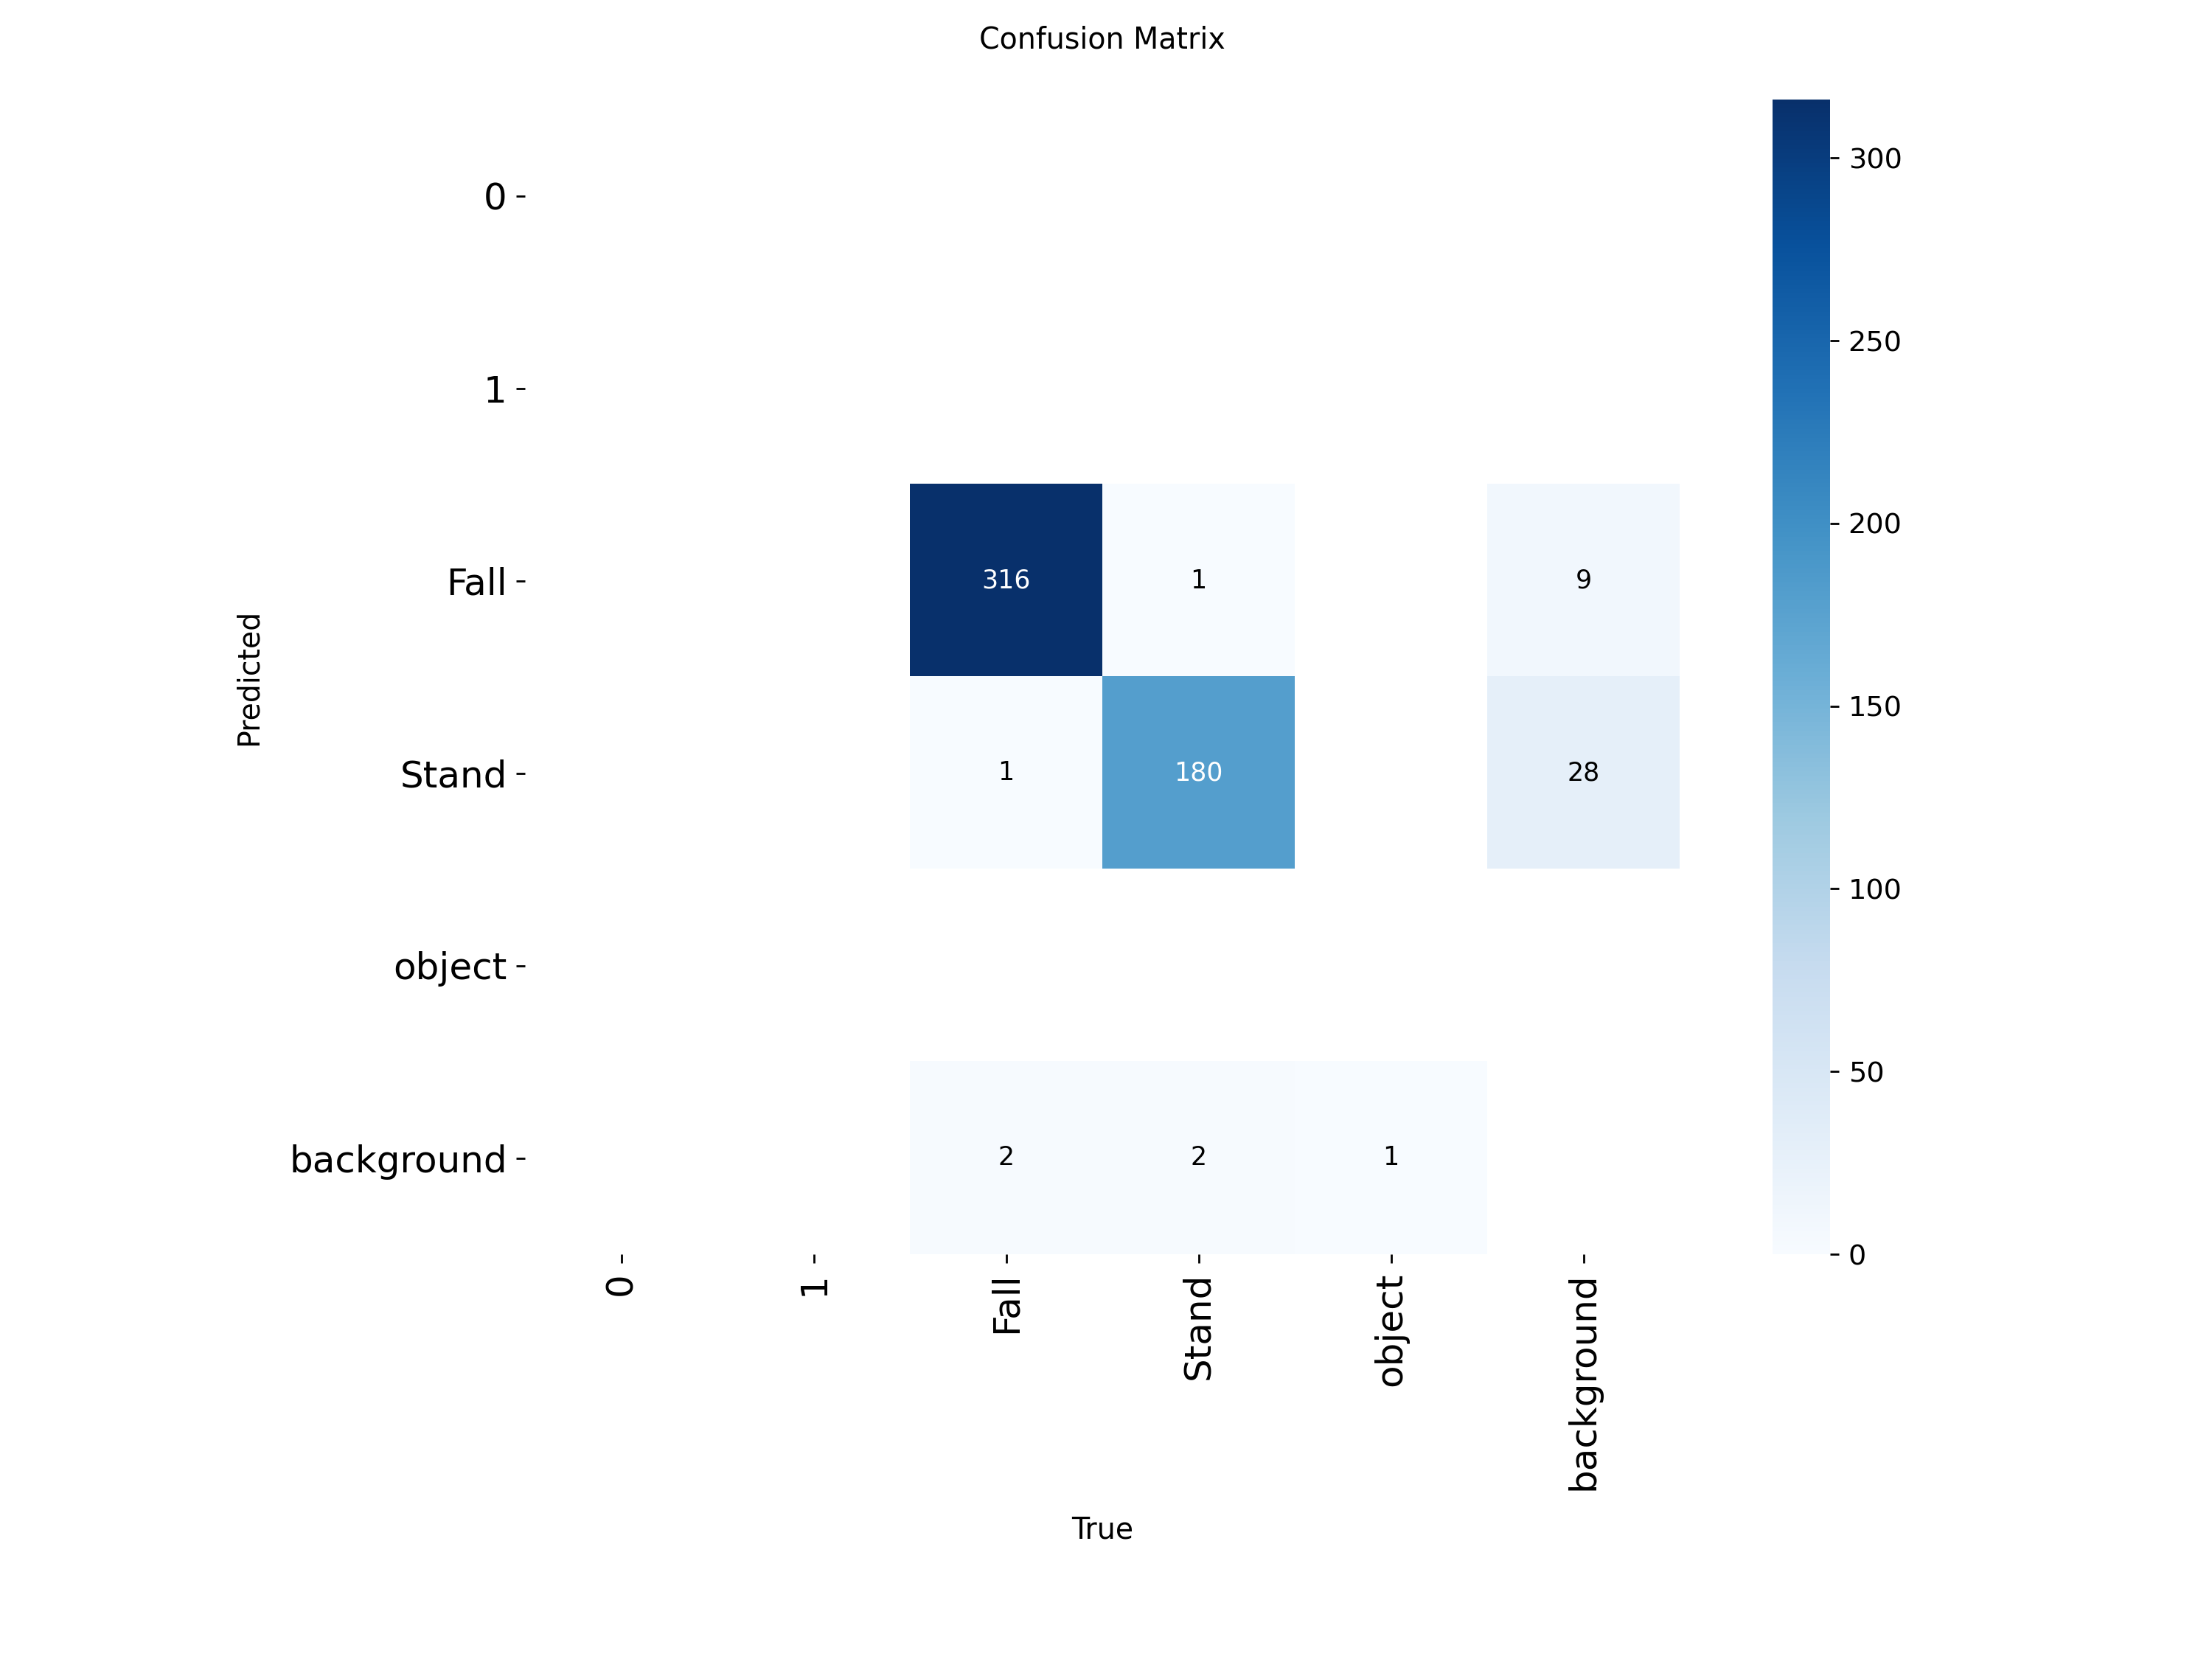 Confusion Matrix
0
1
Fall
Stand
object
background
Predicted
316 1 9
1 180 28
2 2 1
0 1 Fall Stand object background
True
300
250
200
150
100
50
0